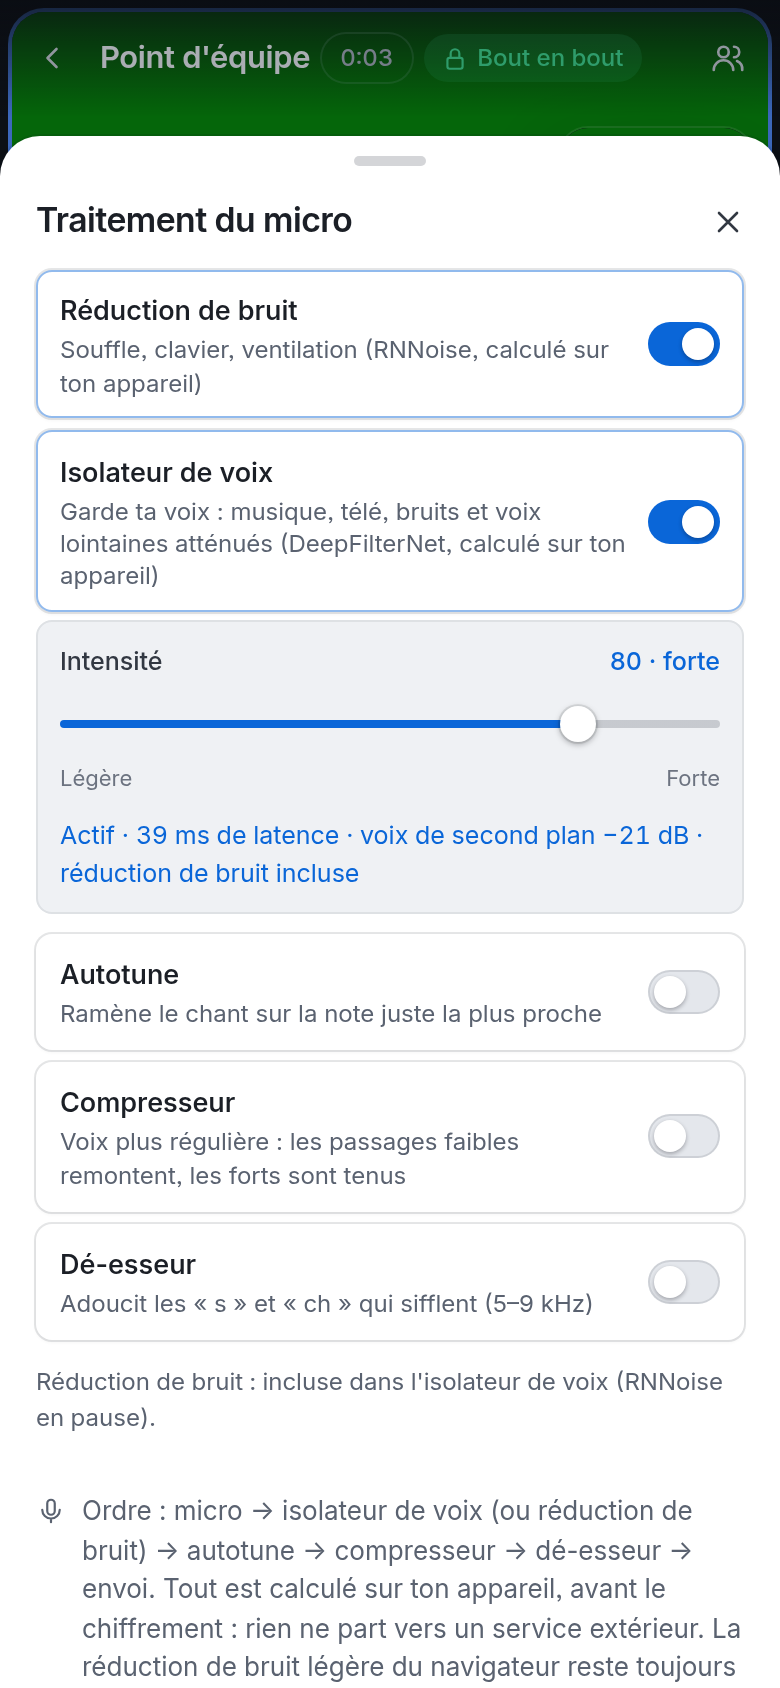 Point d'équipe
0:03
Bout en bout
Traitement du micro
Réduction de bruit
Souffle, clavier, ventilation (RNNoise, calculé sur
ton appareil)
Isolateur de voix
Garde ta voix : musique, télé, bruits et voix
lointaines atténués (DeepFilterNet, calculé sur ton
appareil)
Intensité
80 · forte
Légère
Forte
Actif · 39 ms de latence · voix de second plan −21 dB ·
réduction de bruit incluse
Autotune
Ramène le chant sur la note juste la plus proche
Compresseur
Voix plus régulière : les passages faibles
remontent, les forts sont tenus
Dé-esseur
Adoucit les « s » et « ch » qui sifflent (5–9 kHz)
Réduction de bruit : incluse dans l'isolateur de voix (RNNoise
en pause).
Ordre : micro → isolateur de voix (ou réduction de
bruit) → autotune → compresseur → dé-esseur →
envoi. Tout est calculé sur ton appareil, avant le
chiffrement : rien ne part vers un service extérieur. La
réduction de bruit légère du navigateur reste toujours